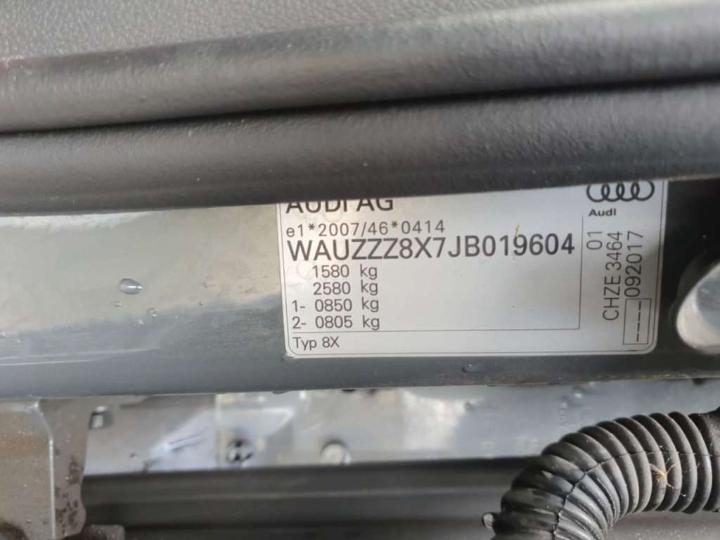 AUDI AG
Audi
e1*2007/46*0414
WAUZZZ8X7JB019604
1580 kg
2580 kg
1- 0850 kg
2- 0805 kg
Typ 8X
01
CHZE 3464
----092017